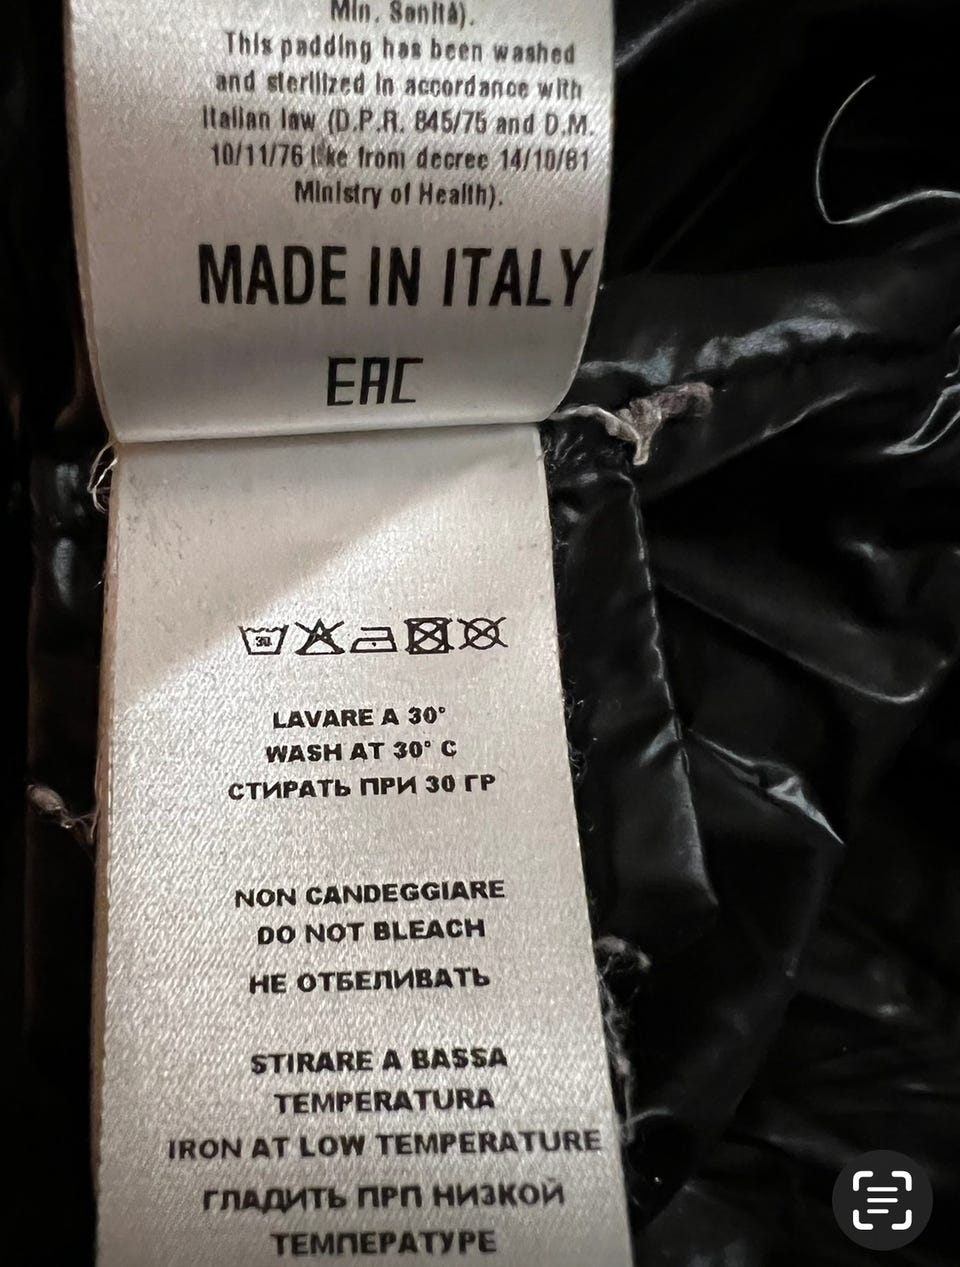 Min. Sanità).
This padding has been washed
and sterilized in accordance with
Italian law (D.P.R. 845/75 and D.M.
10/11/76 like from decree 14/10/81
Ministry of Health).
MADE IN ITALY
EAC
30
LAVARE A 30°
WASH AT 30° C
СТИРАТЬ ПРИ 30 ГР
NON CANDEGGIARE
DO NOT BLEACH
НЕ ОТБЕЛИВАТЬ
STIRARE A BASSA
TEMPERATURA
IRON AT LOW TEMPERATURE
ГЛАДИТЬ ПРП НИЗКОЙ
ТЕМПЕРАТУРЕ